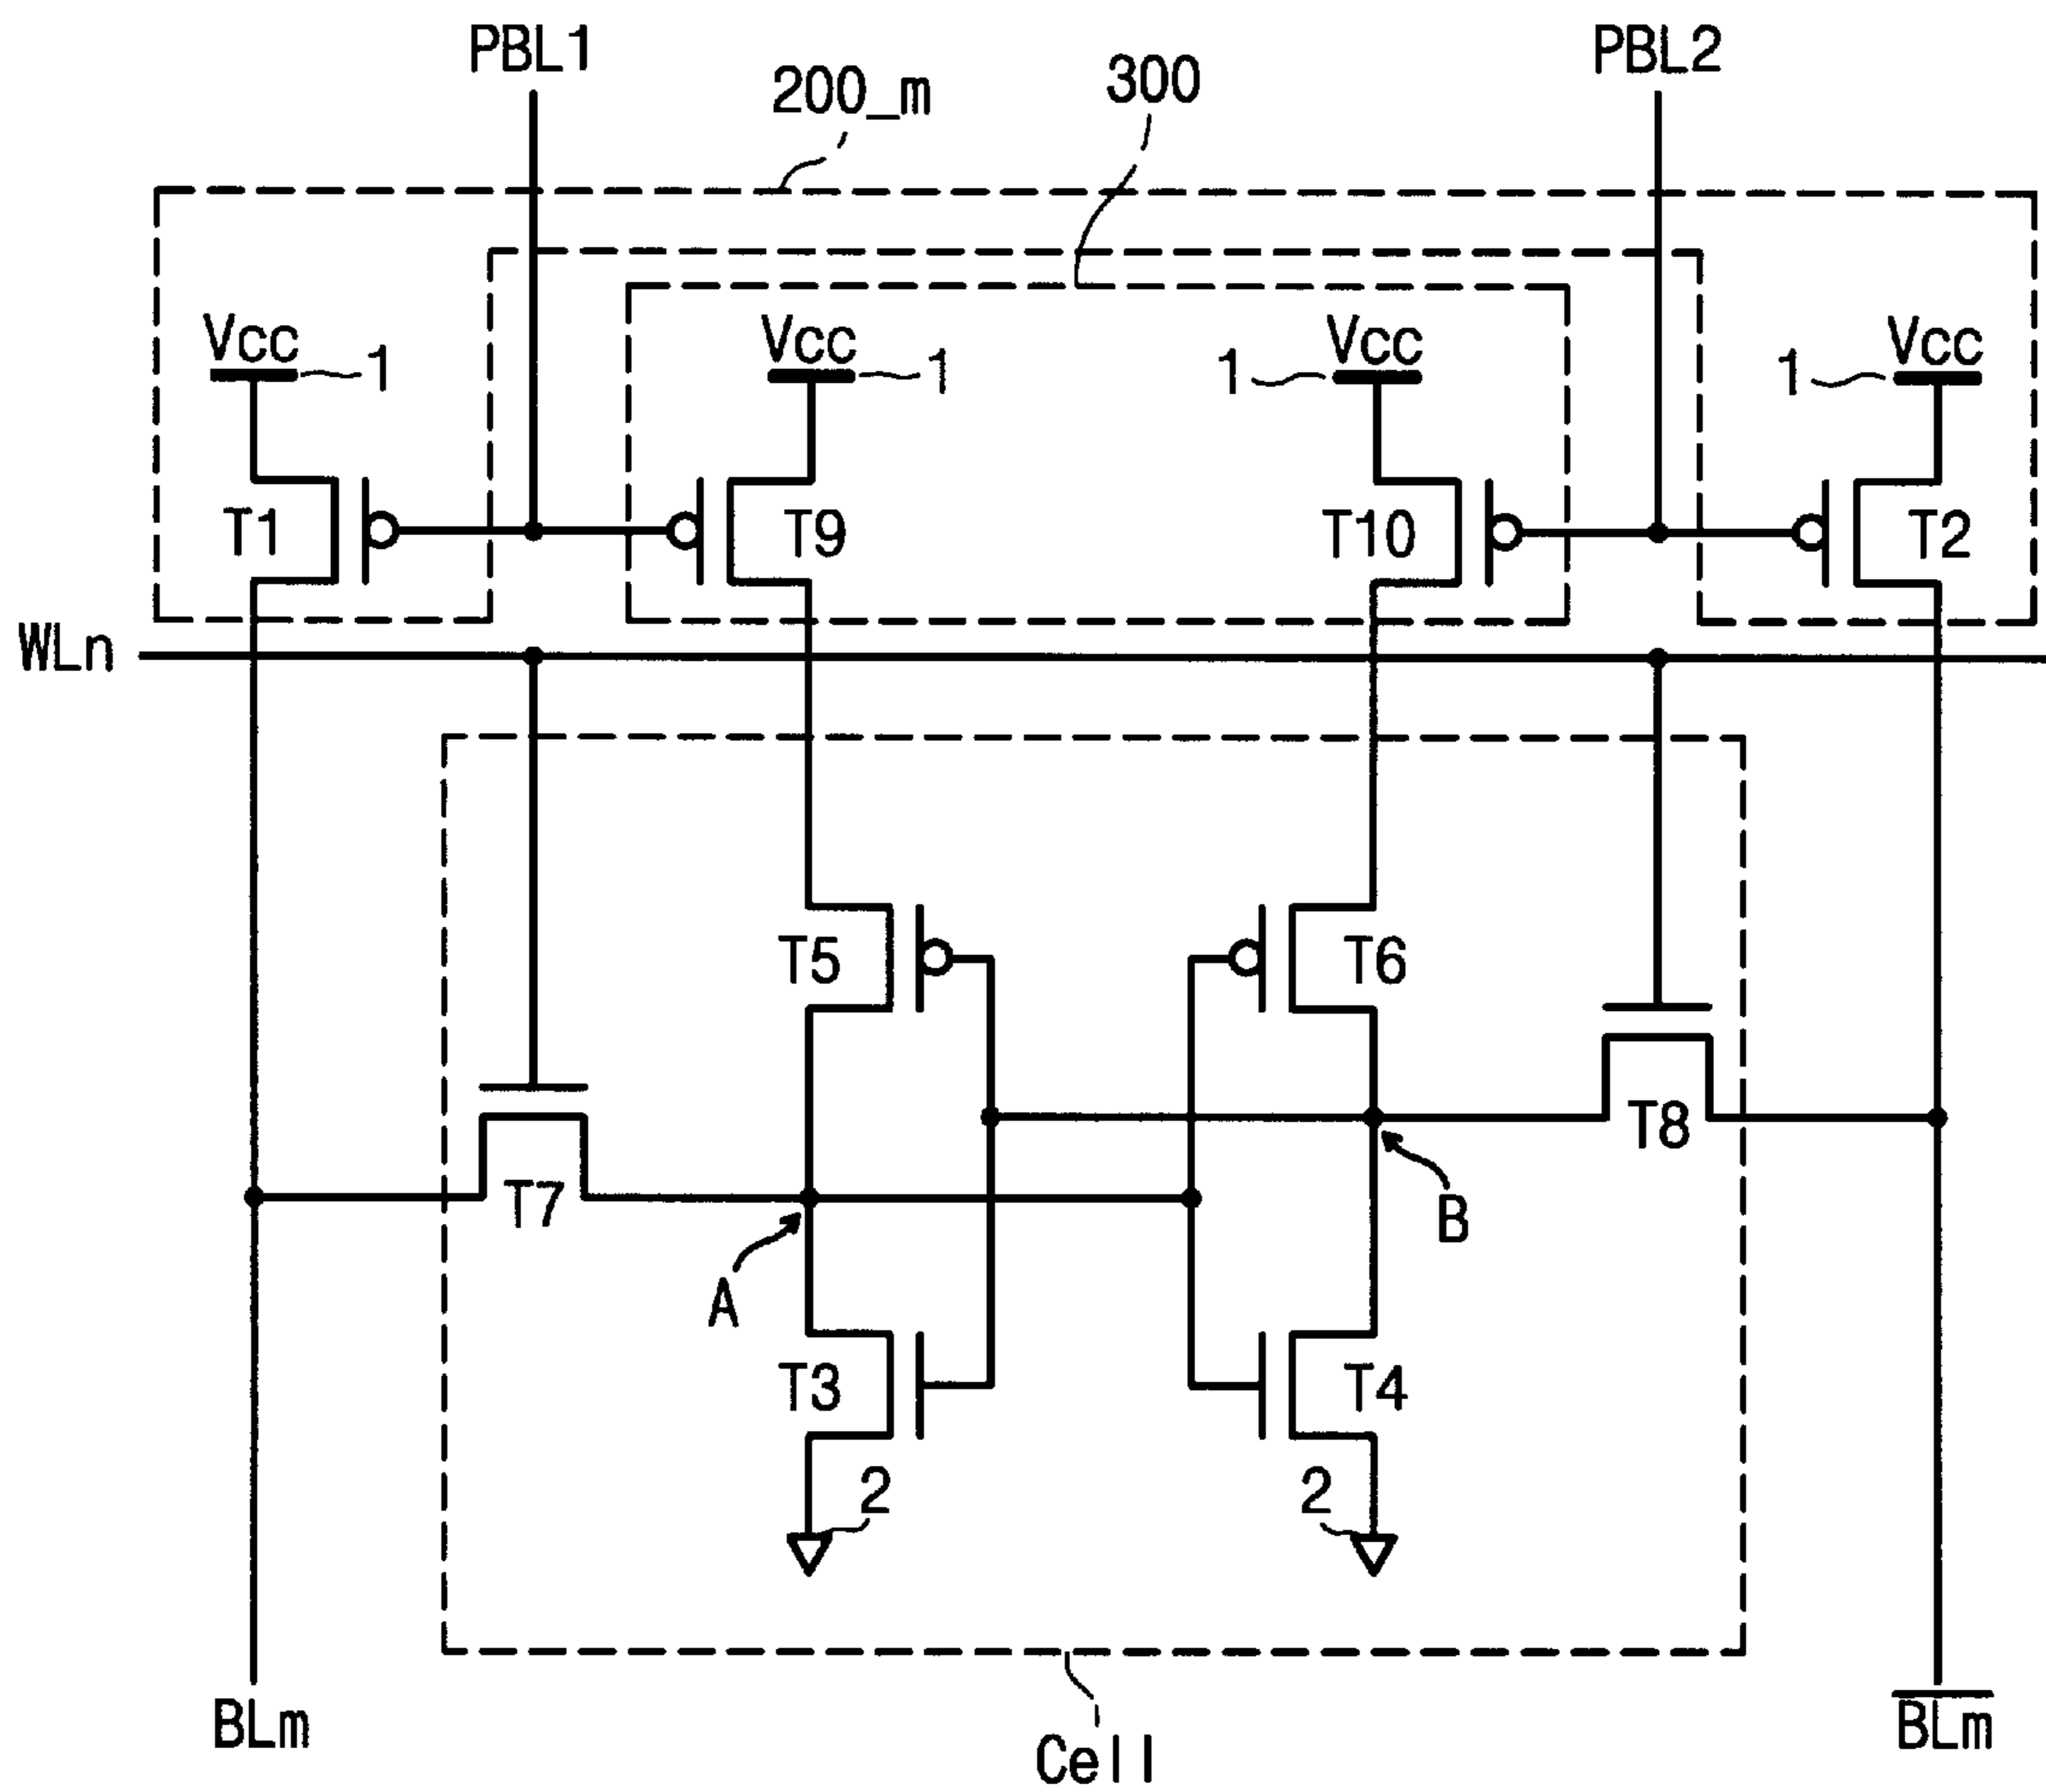 PBL1
PBL2
200_m
300
Vcc
1
Vcc
1
1
Vcc
1
Vcc
T1
T9
T10
T2
WLn
T5
T6
T7
T8
A
B
T3
T4
2
2
BLm
B̅L̅m̅
Cell